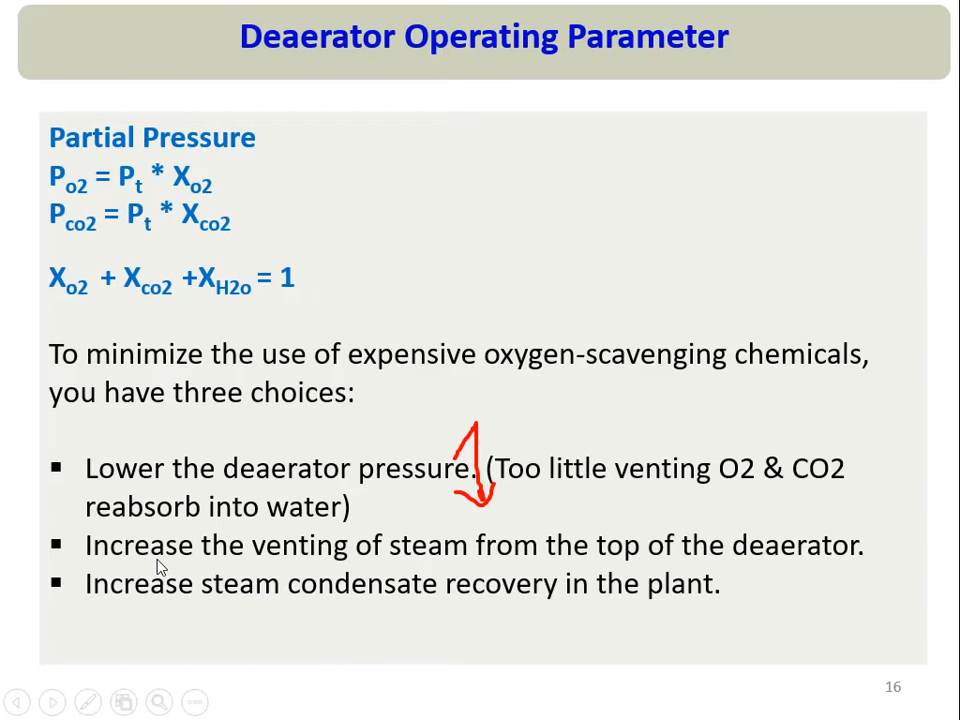 Deaerator Operating Parameter
Partial Pressure
Po2 = Pt * Xo2
Pco2 = Pt * Xco2
Xo2 + Xco2 +XH2o = 1
To minimize the use of expensive oxygen-scavenging chemicals,
you have three choices:
▪ Lower the deaerator pressure. (Too little venting O2 & CO2
reabsorb into water)
▪ Increase the venting of steam from the top of the deaerator.
▪ Increase steam condensate recovery in the plant.
16